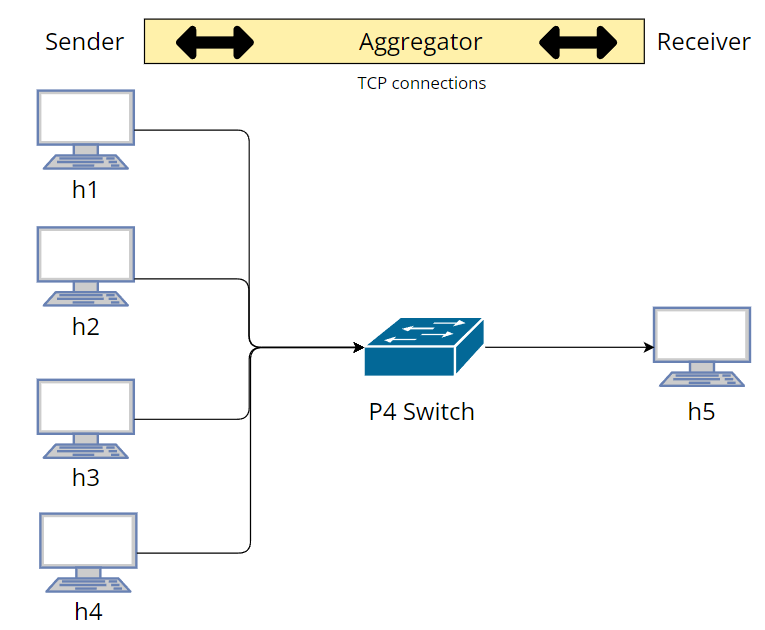 Sender
Aggregator
Receiver
TCP connections
h1
h2
h3
h4
P4 Switch
h5